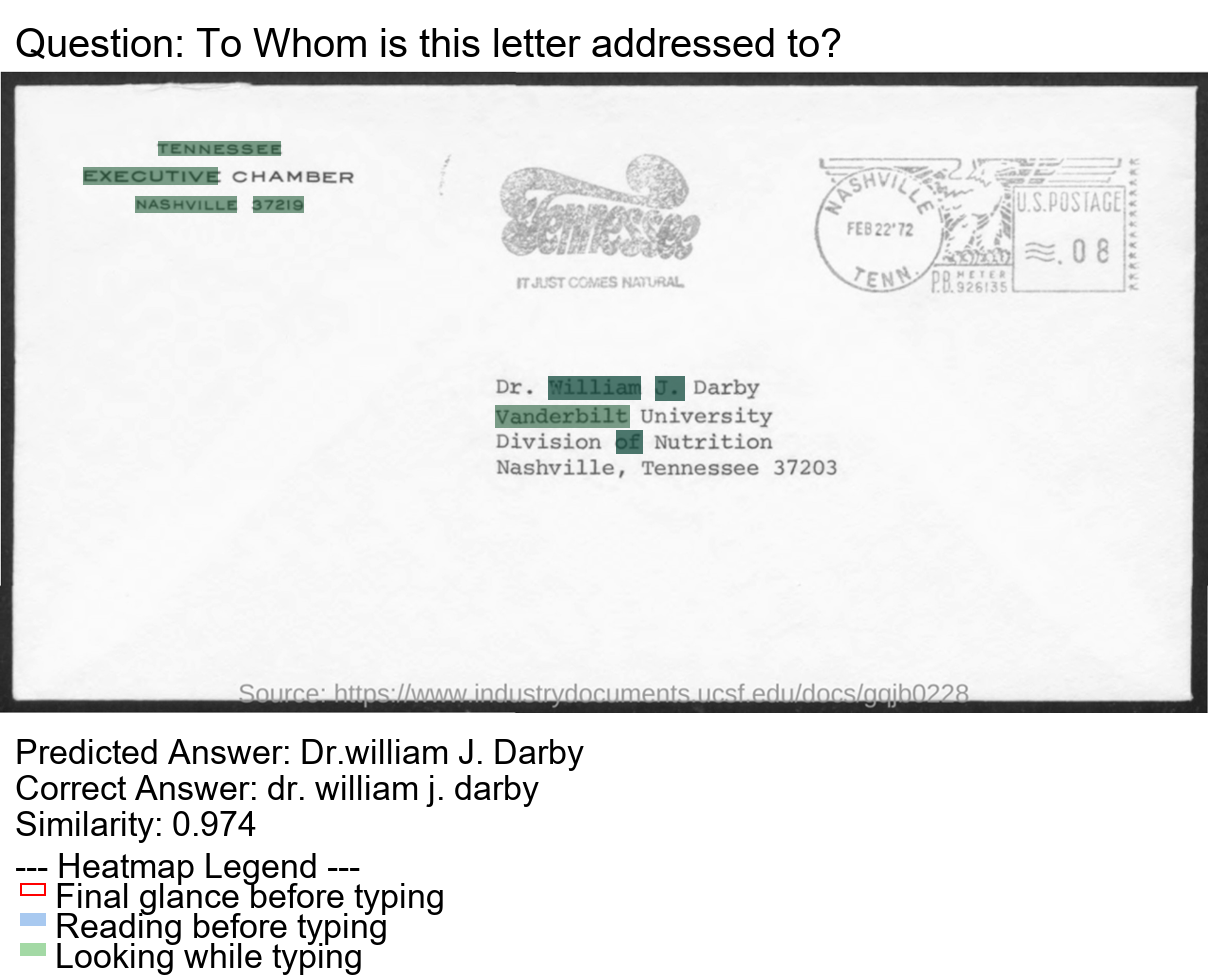 Question: To Whom is this letter addressed to?
TENNESSEE
EXECUTIVE CHAMBER
NASHVILLE 37219
Tennessee
IT JUST COMES NATURAL.
NASHVILLE
FEB 22'72
TENN.
P.B. METER
926135
U.S.POSTAGE
.08
Dr. William J. Darby
Vanderbilt University
Division of Nutrition
Nashville, Tennessee 37203
Source: https://www.industrydocuments.ucsf.edu/docs/gqjb0228
Predicted Answer: Dr.william J. Darby
Correct Answer: dr. william j. darby
Similarity: 0.974
--- Heatmap Legend ---
Final glance before typing
Reading before typing
Looking while typing